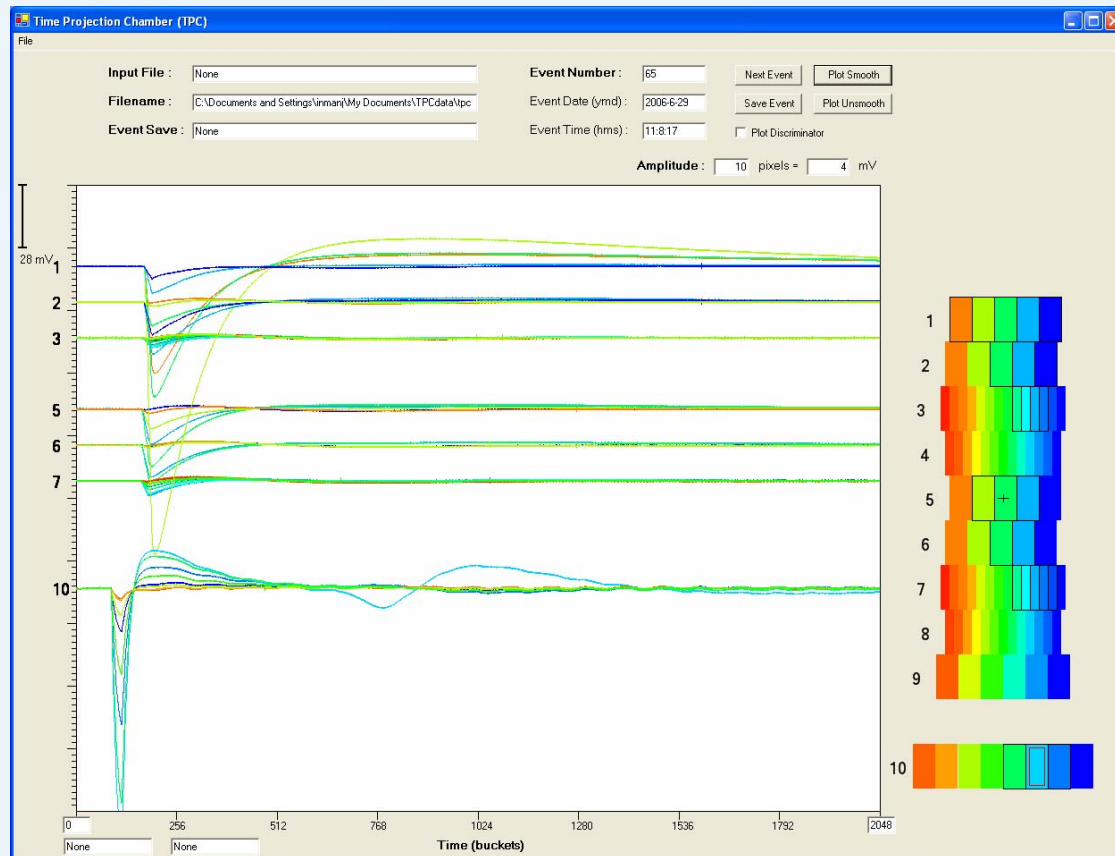 Time Projection Chamber (TPC)
File
Input File : None Event Number : 65 Next Event Plot Smooth
Filename : C:\Documents and Settings\inmanj\My Documents\TPCdata\tpc Event Date (ymd) : 2006-6-29 Save Event Plot Unsmooth
Event Save : None Event Time (hms) : 11:8:17 Plot Discriminator
Amplitude : 10 pixels = 4 mV
28 mV
1
2
3
5
6
7
10
0 256 512 768 1024 1280 1536 1792 2048
None None Time (buckets)
1
2
3
4
5
6
7
8
9
10